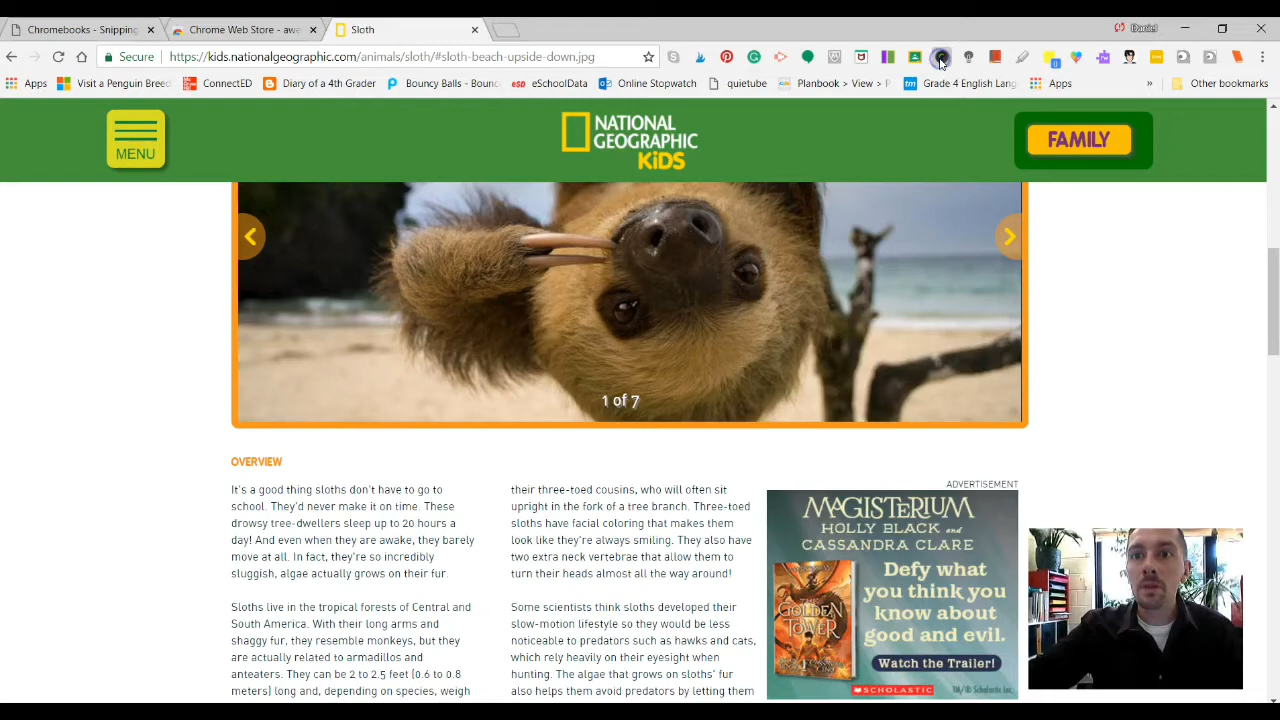 Chromebooks - Snipping
Chrome Web Store - awe
Sloth
Daniel
Secure
https://kids.nationalgeographic.com/animals/sloth/#sloth-beach-upside-down.jpg
0
Apps
Visit a Penguin Breed
ConnectED
Diary of a 4th Grader
Bouncy Balls - Bounce
eso
eSchoolData
Online Stopwatch
quietube
Planbook > View > P
tm
Grade 4 English Lang
Apps
»
Other bookmarks
MENU
NATIONAL
GEOGRAPHIC
KiDS
FAMILY
1 of 7
OVERVIEW
It's a good thing sloths don't have to go to
school. They'd never make it on time. These
drowsy tree-dwellers sleep up to 20 hours a
day! And even when they are awake, they barely
move at all. In fact, they're so incredibly
sluggish, algae actually grows on their fur.
Sloths live in the tropical forests of Central and
South America. With their long arms and
shaggy fur, they resemble monkeys, but they
are actually related to armadillos and
anteaters. They can be 2 to 2.5 feet (0.6 to 0.8
meters) long and, depending on species, weigh
their three-toed cousins, who will often sit
upright in the fork of a tree branch. Three-toed
sloths have facial coloring that makes them
look like they're always smiling. They also have
two extra neck vertebrae that allow them to
turn their heads almost all the way around!
Some scientists think sloths developed their
slow-motion lifestyle so they would be less
noticeable to predators such as hawks and cats,
which rely heavily on their eyesight when
hunting. The algae that grows on sloths' fur
also helps them avoid predators by letting them
ADVERTISEMENT
MAGISTERIUM
HOLLY BLACK and
CASSANDRA CLARE
Defy what
you think you
know about
good and evil.
THE
GOLDEN
TOWER
Watch the Trailer!
SCHOLASTIC
TM/® Scholastic Inc.